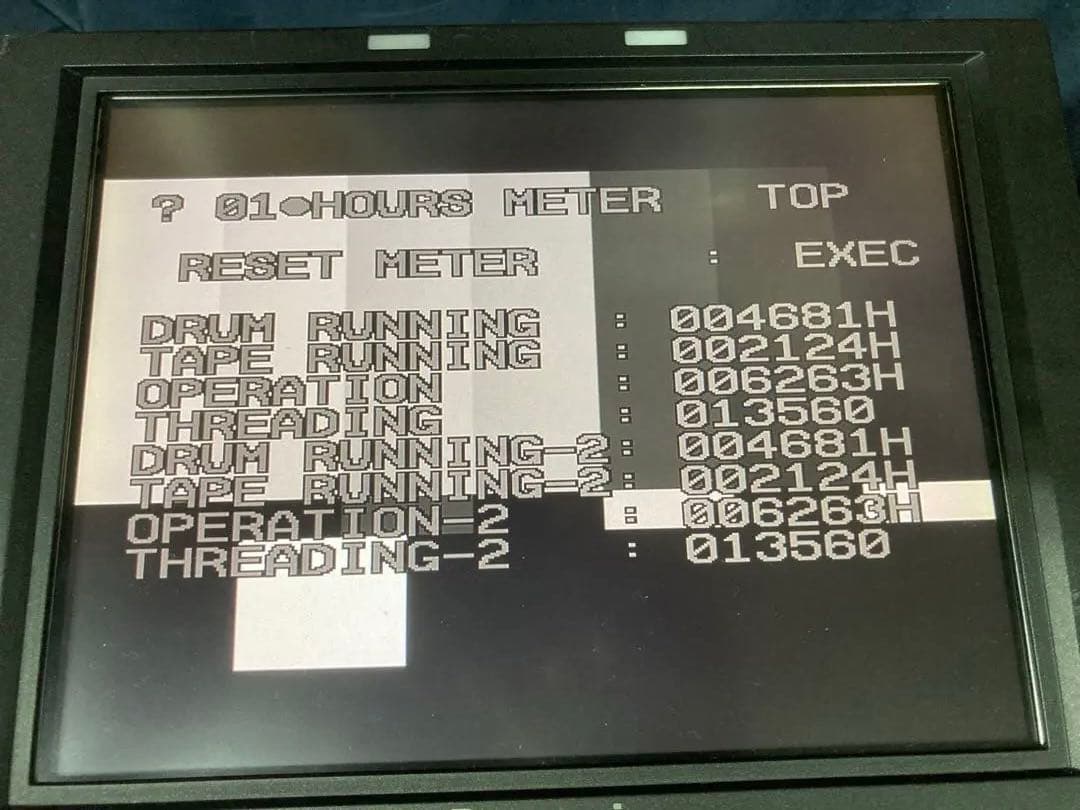 ? 01●HOURS METER TOP
RESET METER : EXEC
DRUM RUNNING : 004681H
TAPE RUNNING : 002124H
OPERATION : 006263H
THREADING : 013560
DRUM RUNNING-2 : 004681H
TAPE RUNNING-2 : 002124H
OPERATION-2 : 006263H
THREADING-2 : 013560